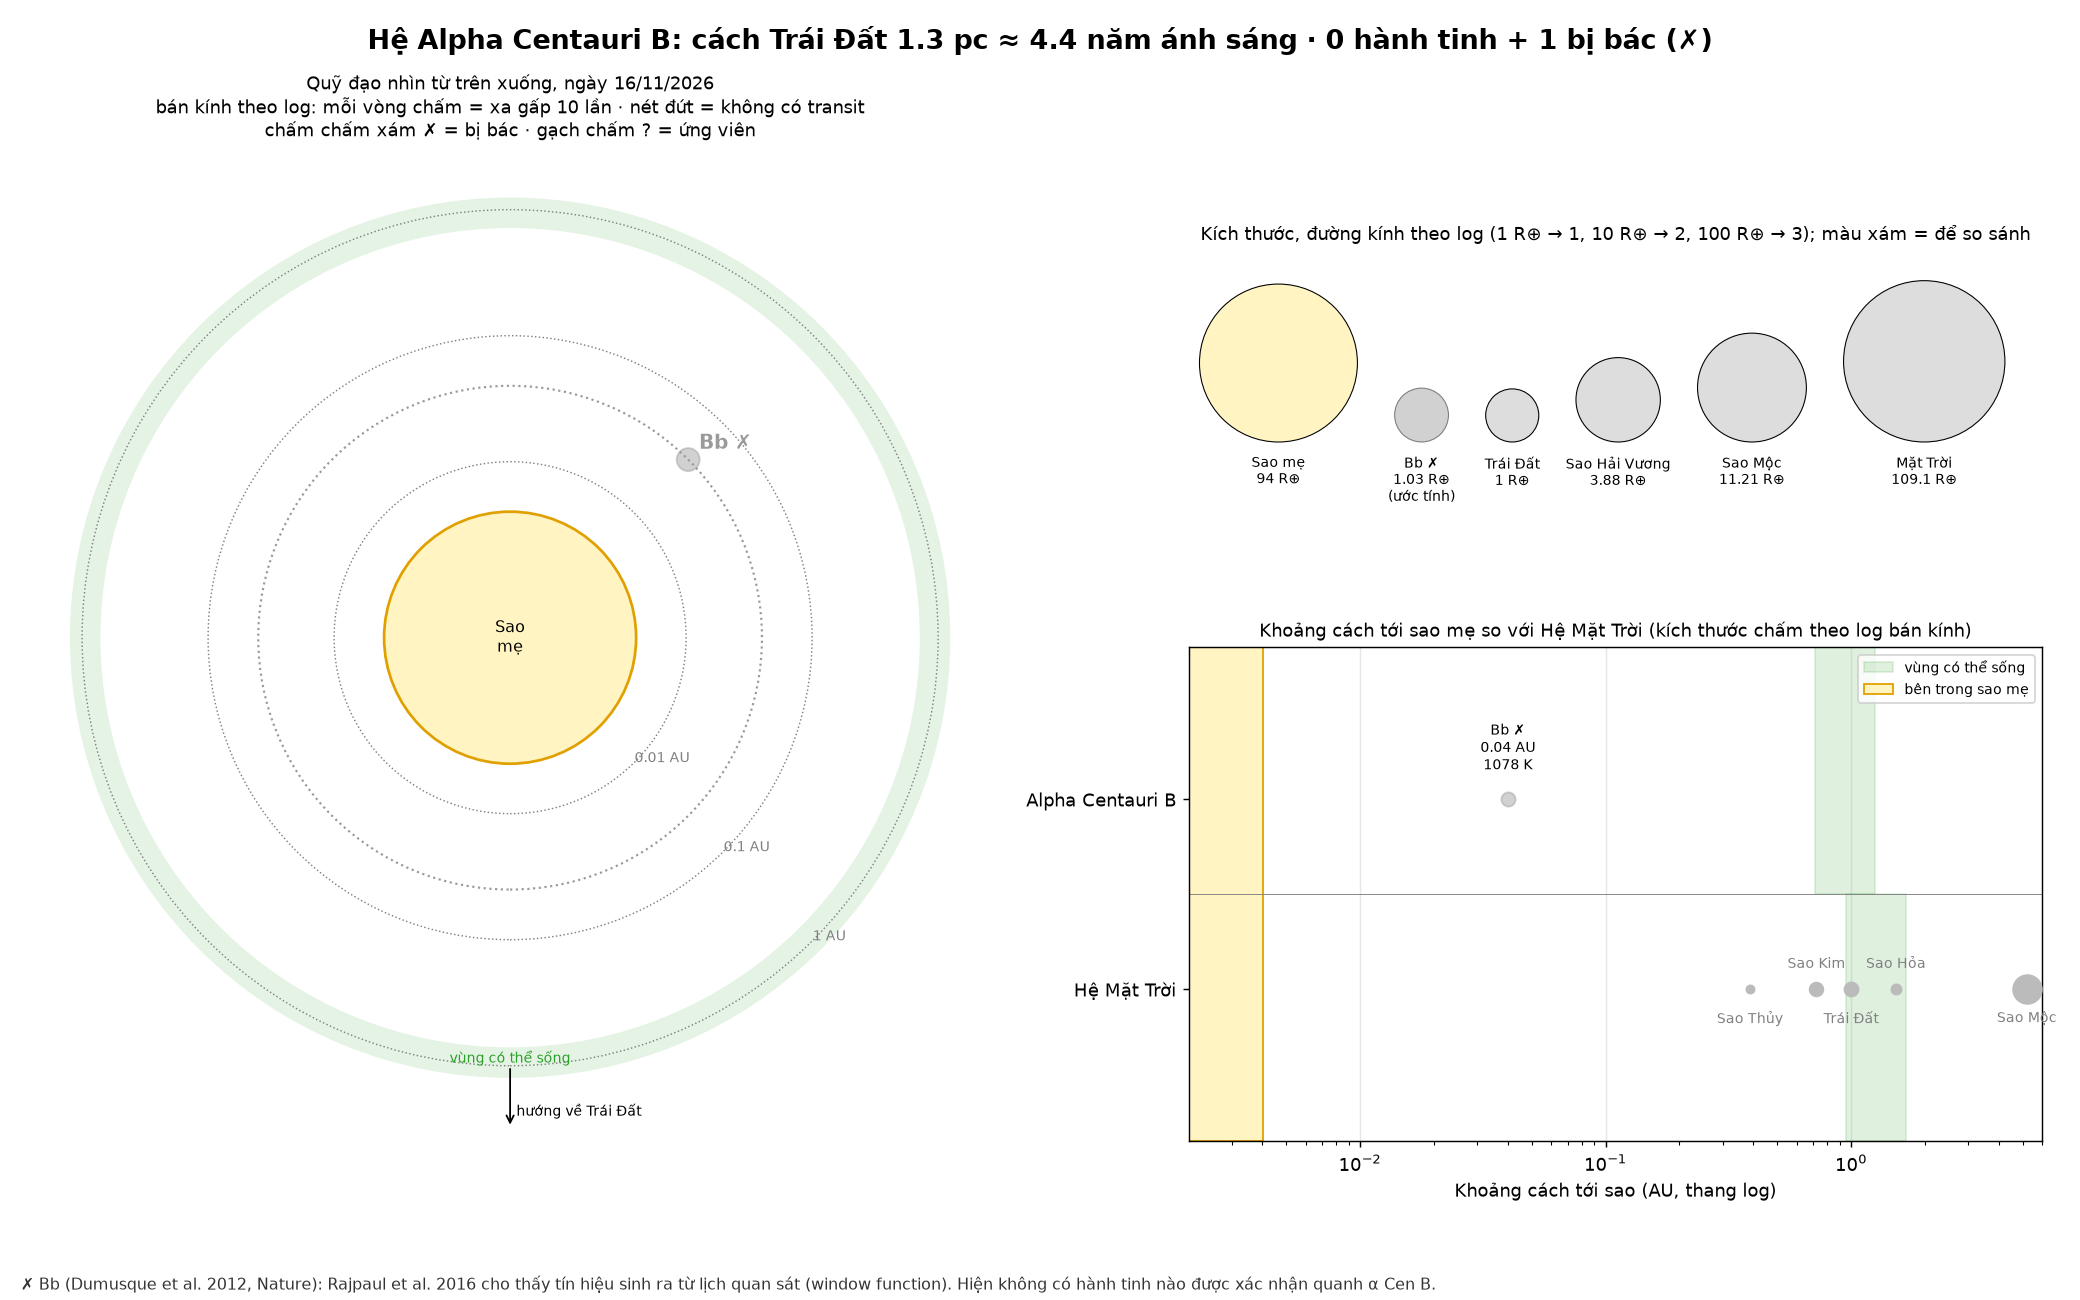 Hệ Alpha Centauri B: cách Trái Đất 1.3 pc ≈ 4.4 năm ánh sáng · 0 hành tinh + 1 bị bác (✗)
Quỹ đạo nhìn từ trên xuống, ngày 16/11/2026
bán kính theo log: mỗi vòng chấm = xa gấp 10 lần · nét đứt = không có transit
chấm chấm xám ✗ = bị bác · gạch chấm ? = ứng viên
Bb ✗
Sao
mẹ
0.01 AU
0.1 AU
1 AU
vùng có thể sống
hướng về Trái Đất
Kích thước, đường kính theo log (1 R⊕ → 1, 10 R⊕ → 2, 100 R⊕ → 3); màu xám = để so sánh
Sao mẹ
94 R⊕
Bb ✗
1.03 R⊕
(ước tính)
Trái Đất
1 R⊕
Sao Hải Vương
3.88 R⊕
Sao Mộc
11.21 R⊕
Mặt Trời
109.1 R⊕
Khoảng cách tới sao mẹ so với Hệ Mặt Trời (kích thước chấm theo log bán kính)
vùng có thể sống
bên trong sao mẹ
Bb ✗
0.04 AU
1078 K
Alpha Centauri B
Hệ Mặt Trời
Sao Kim
Sao Hỏa
Sao Thủy
Trái Đất
Sao Mộc
10⁻²
10⁻¹
10⁰
Khoảng cách tới sao (AU, thang log)
✗ Bb (Dumusque et al. 2012, Nature): Rajpaul et al. 2016 cho thấy tín hiệu sinh ra từ lịch quan sát (window function). Hiện không có hành tinh nào được xác nhận quanh α Cen B.